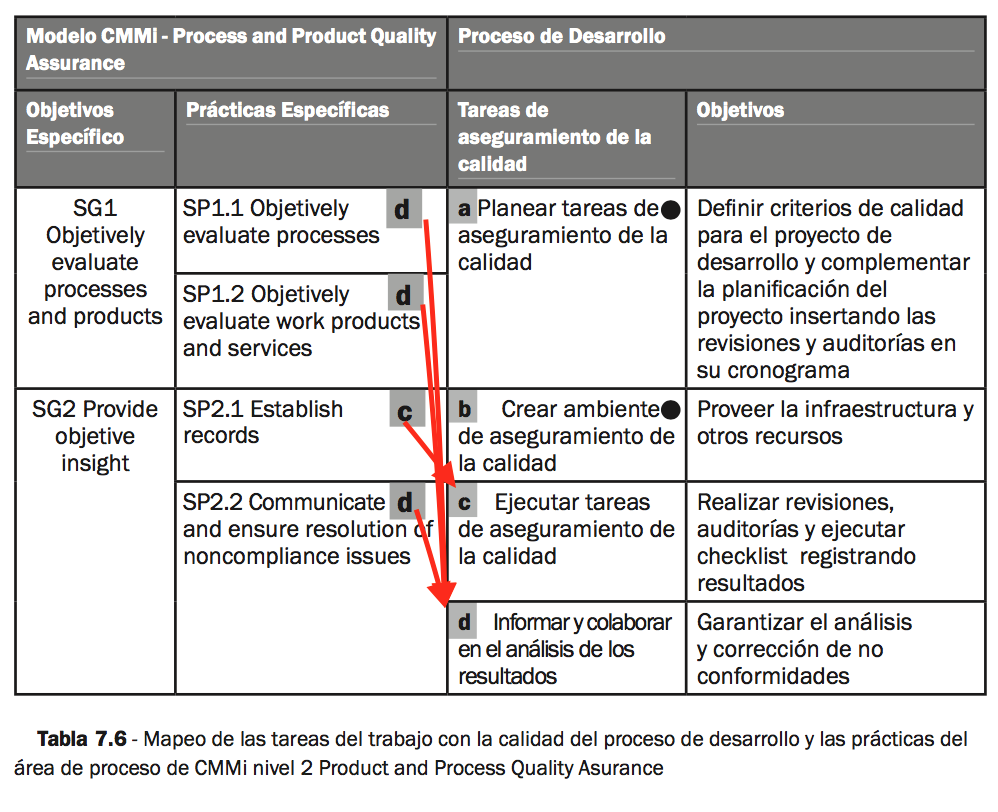 Modelo CMMi - Process and Product Quality
Assurance
Proceso de Desarrollo
Objetivos
Específico
Prácticas Específicas
Tareas de
aseguramiento de la
calidad
Objetivos
SG1
Objetively
evaluate
processes
and products
SP1.1 Objetively
evaluate processes
d
SP1.2 Objetively
evaluate work products
and services
d
a Planear tareas de
aseguramiento de la
calidad
Definir criterios de calidad
para el proyecto de
desarrollo y complementar
la planificación del
proyecto insertando las
revisiones y auditorías en
su cronograma
SG2 Provide
objetive
insight
SP2.1 Establish
records
c
b Crear ambiente
de aseguramiento de
la calidad
Proveer la infraestructura y
otros recursos
SP2.2 Communicate
and ensure resolution of
noncompliance issues
d
c Ejecutar tareas
de aseguramiento de
la calidad
Realizar revisiones,
auditorías y ejecutar
checklist registrando
resultados
d Informar y colaborar
en el análisis de los
resultados
Garantizar el análisis
y corrección de no
conformidades
Tabla 7.6 - Mapeo de las tareas del trabajo con la calidad del proceso de desarrollo y las prácticas del
área de proceso de CMMi nivel 2 Product and Process Quality Asurance